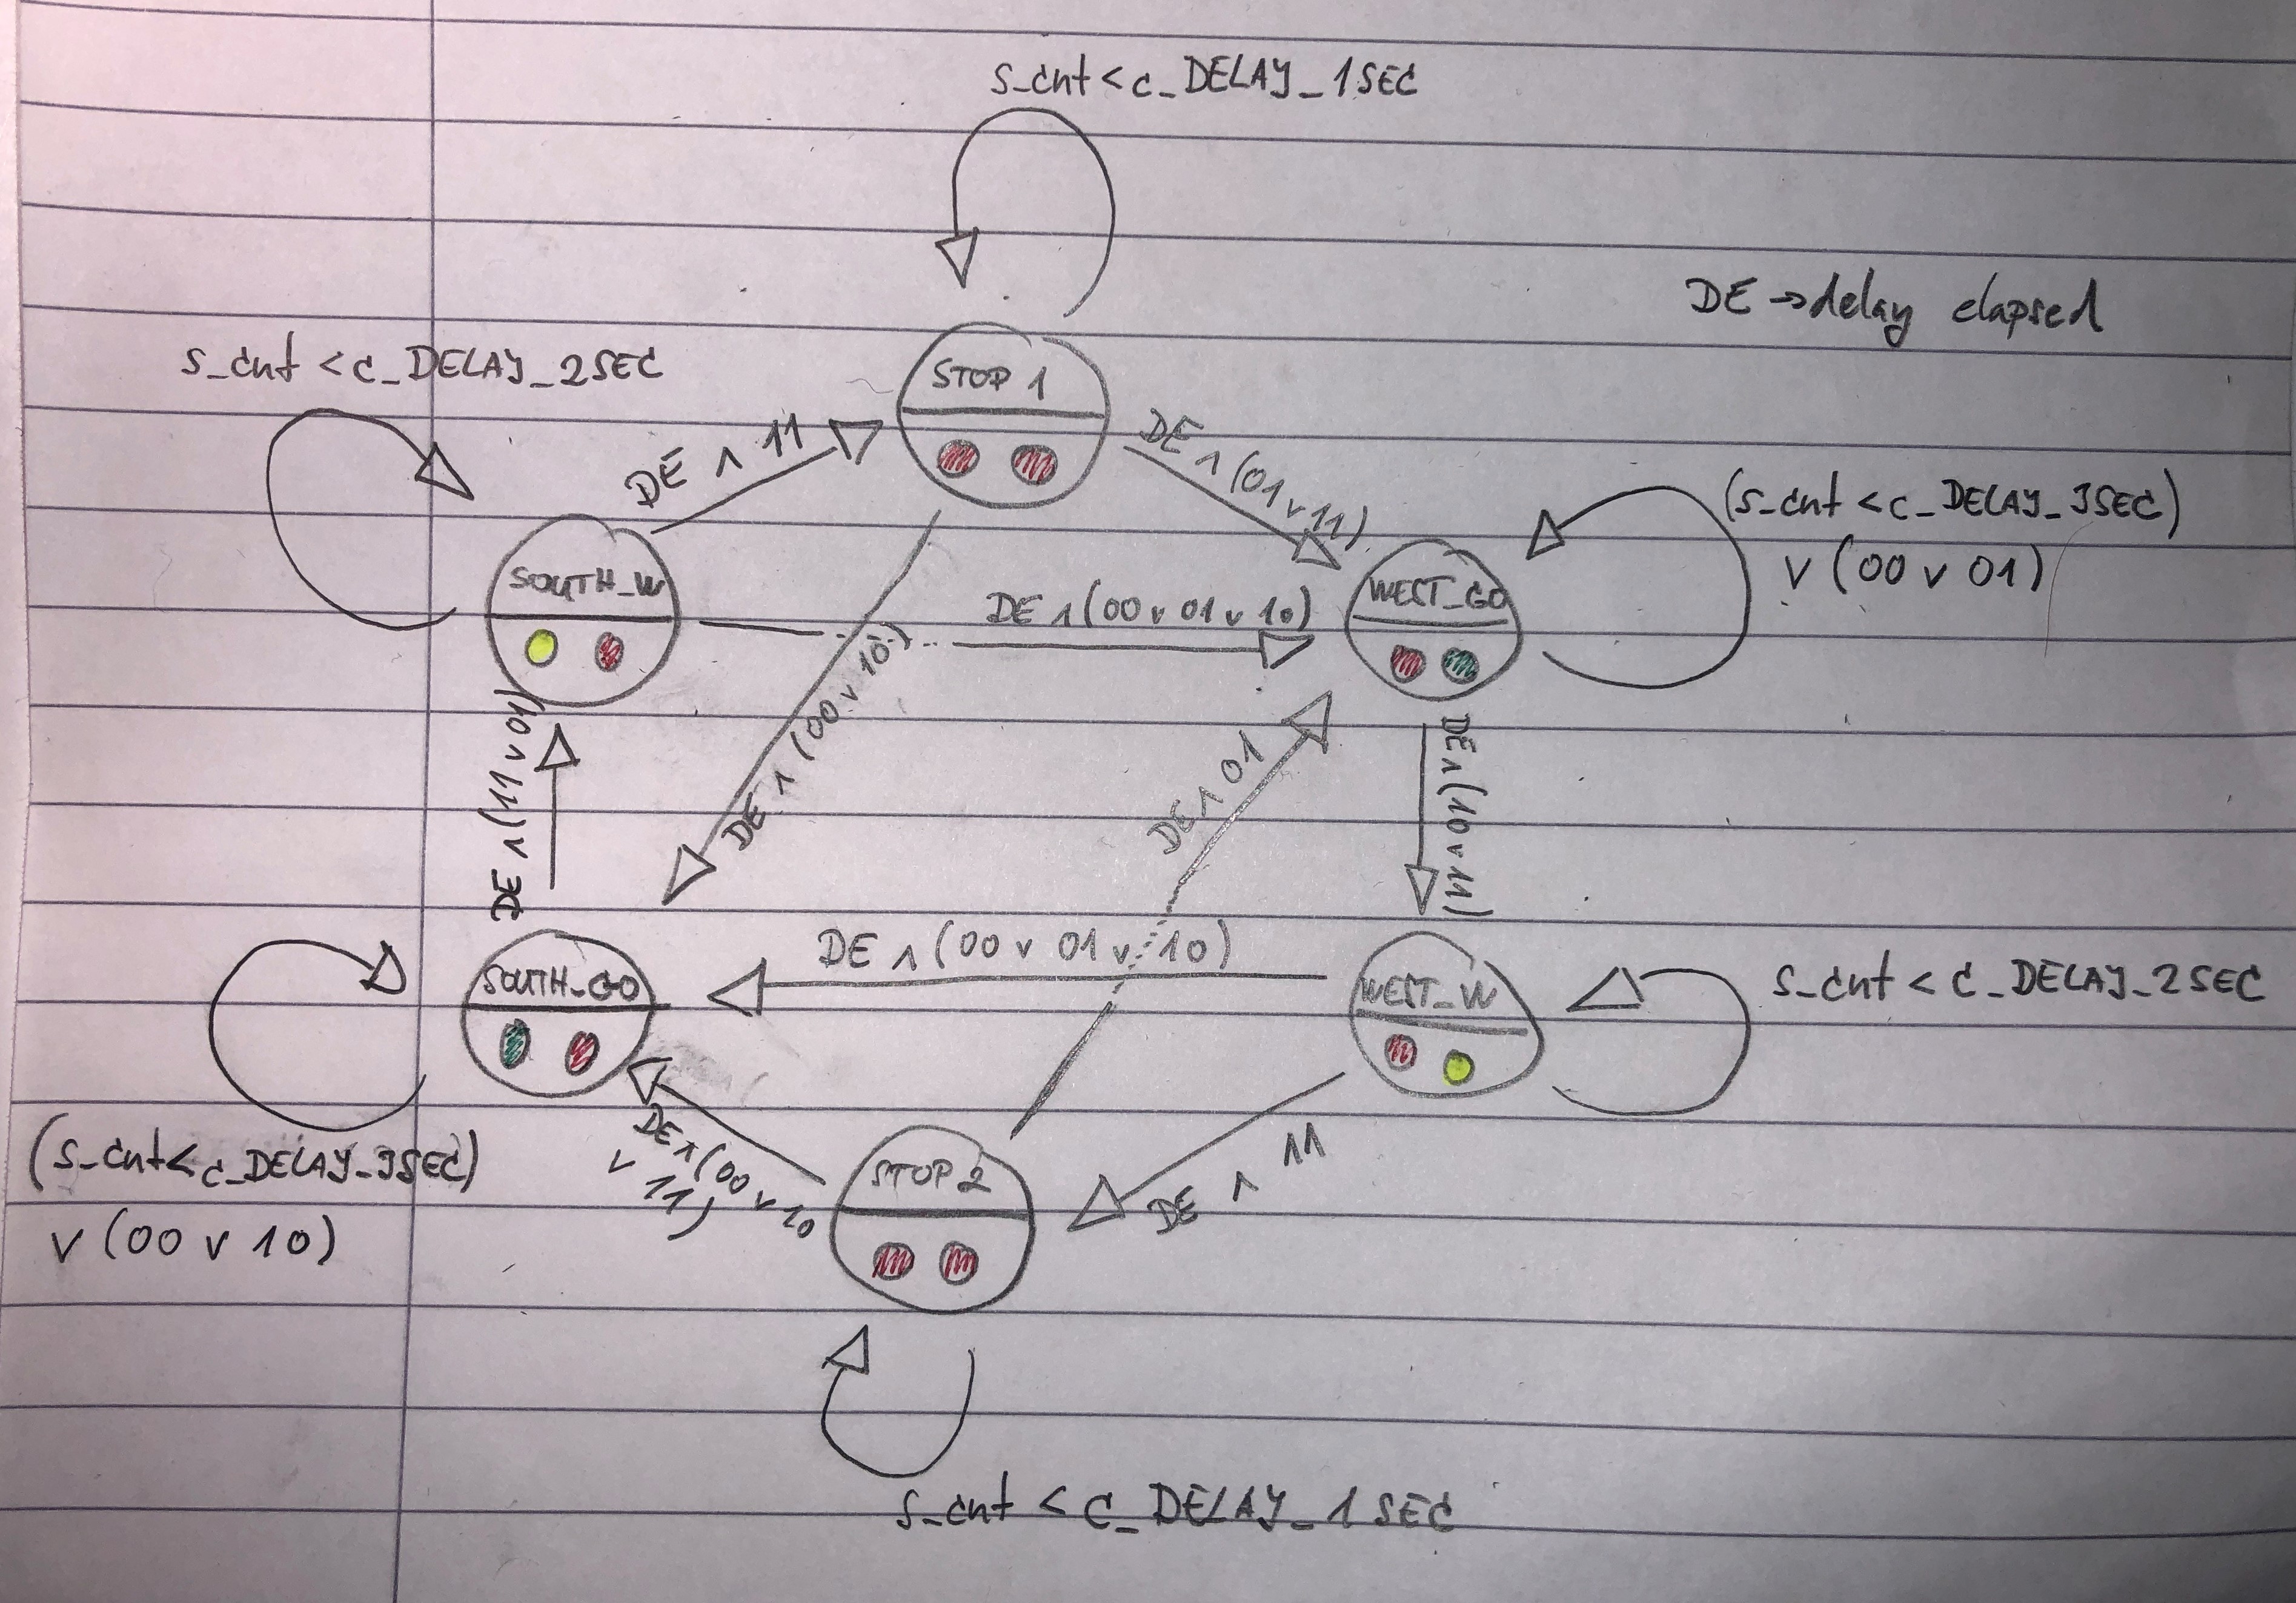 s_cnt < c_DELAY_1SEC
DE → delay elapsed
s_cnt < c_DELAY_2SEC
STOP 1
DE ∧ 11
DE ∧ (01 ∨ 11)
(s_cnt < c_DELAY_3SEC)
∨ (00 ∨ 01)
SOUTH_W
DE ∧ (00 ∨ 01 ∨ 10)
WEST_GO
DE ∧ (00 ∨ 10)
DE ∧ (11 ∨ 01)
DE ∧ 01
DE ∧ (10 ∨ 11)
DE ∧ (00 ∨ 01 ∨ 10)
SOUTH_GO
WEST_W
s_cnt < c_DELAY_2SEC
(s_cnt < c_DELAY_3SEC)
∨ (00 ∨ 10)
DE ∧ (00 ∨ 10
∨ 11)
STOP 2
DE ∧ 11
s_cnt < c_DELAY_1SEC